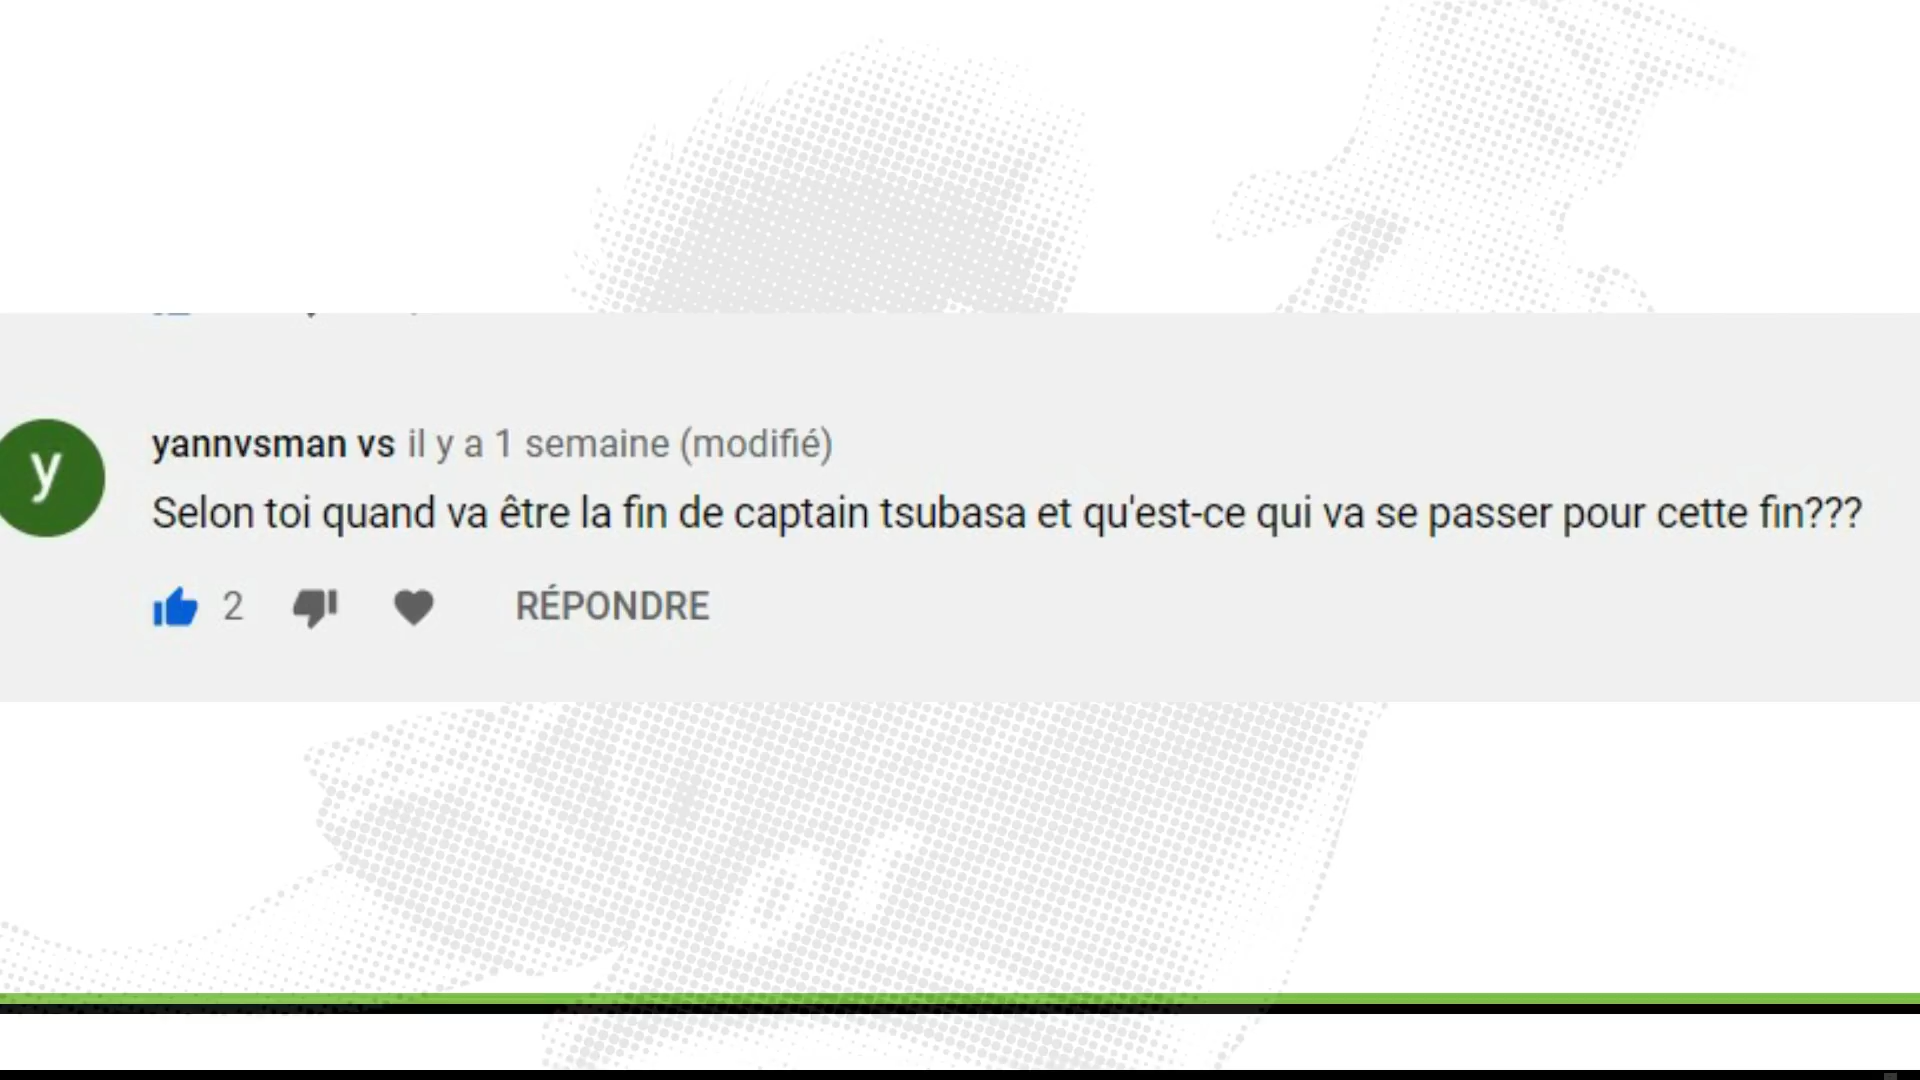 y
yannvsman vs il y a 1 semaine (modifié)
Selon toi quand va être la fin de captain tsubasa et qu'est-ce qui va se passer pour cette fin???
2 RÉPONDRE